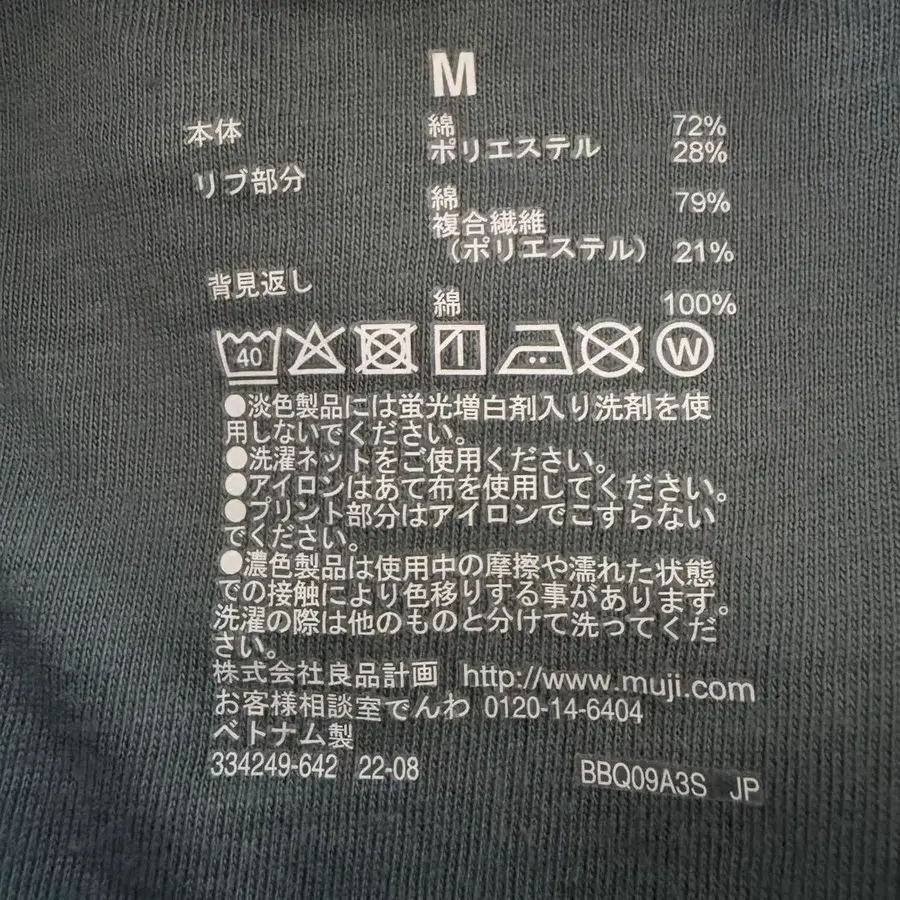 M
本体 綿 72%
ポリエステル 28%
リブ部分
綿 79%
複合繊維
(ポリエステル) 21%
背見返し
綿 100%
40 W
●淡色製品には蛍光増白剤入り洗剤を使
用しないでください。
●洗濯ネットをご使用ください。
●アイロンはあて布を使用してください。
●プリント部分はアイロンでこすらない
でください。
●濃色製品は使用中の摩擦や濡れた状態
での接触により色移りする事があります。
洗濯の際は他のものと分けて洗ってくだ
さい。
株式会社良品計画 http://www.muji.com
お客様相談室でんわ 0120-14-6404
ベトナム製
334249-642 22-08 BBQ09A3S JP